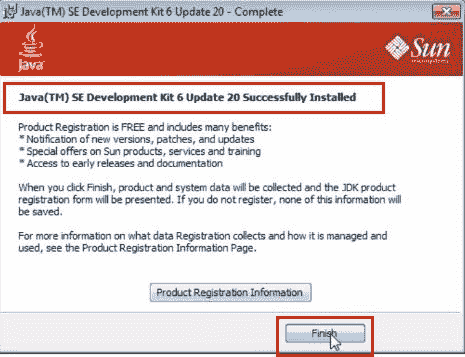 Java(TM) SE Development Kit 6 Update 20 - Complete
Java
Sun
microsystems
Java(TM) SE Development Kit 6 Update 20 Successfully Installed
Product Registration is FREE and includes many benefits:
* Notification of new versions, patches, and updates
* Special offers on Sun products, services and training
* Access to early releases and documentation
When you click Finish, product and system data will be collected and the JDK product
registration form will be presented. If you do not register, none of this information will
be saved.
For more information on what data Registration collects and how it is managed and
used, see the Product Registration Information Page.
Product Registration Information
Finish